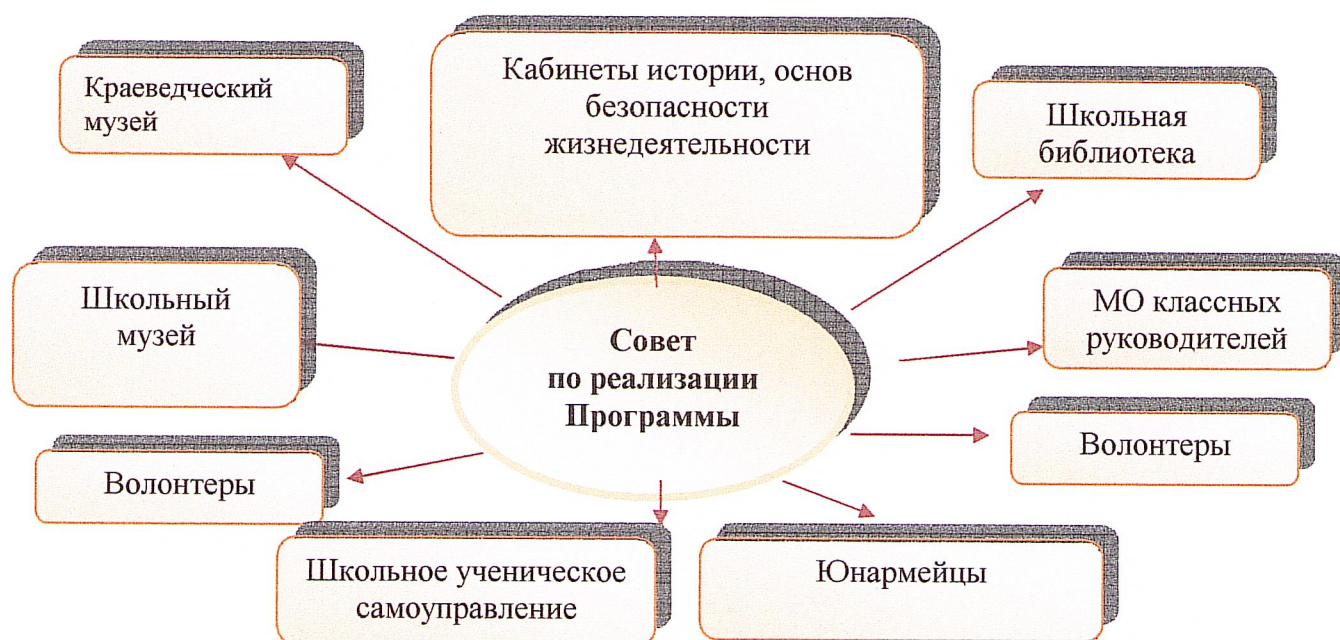 Кабинеты истории, основ
безопасности
жизнедеятельности
Краеведческий
музей
Школьная
библиотека
Школьный
музей
МО классных
руководителей
Совет
по реализации
Программы
Волонтеры
Волонтеры
Школьное ученическое
самоуправление
Юнармейцы